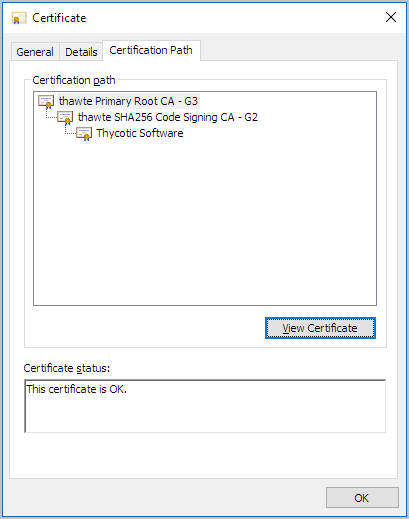 Certificate
General
Details
Certification Path
Certification path
thawte Primary Root CA - G3
thawte SHA256 Code Signing CA - G2
Thycotic Software
View Certificate
Certificate status:
This certificate is OK.
OK